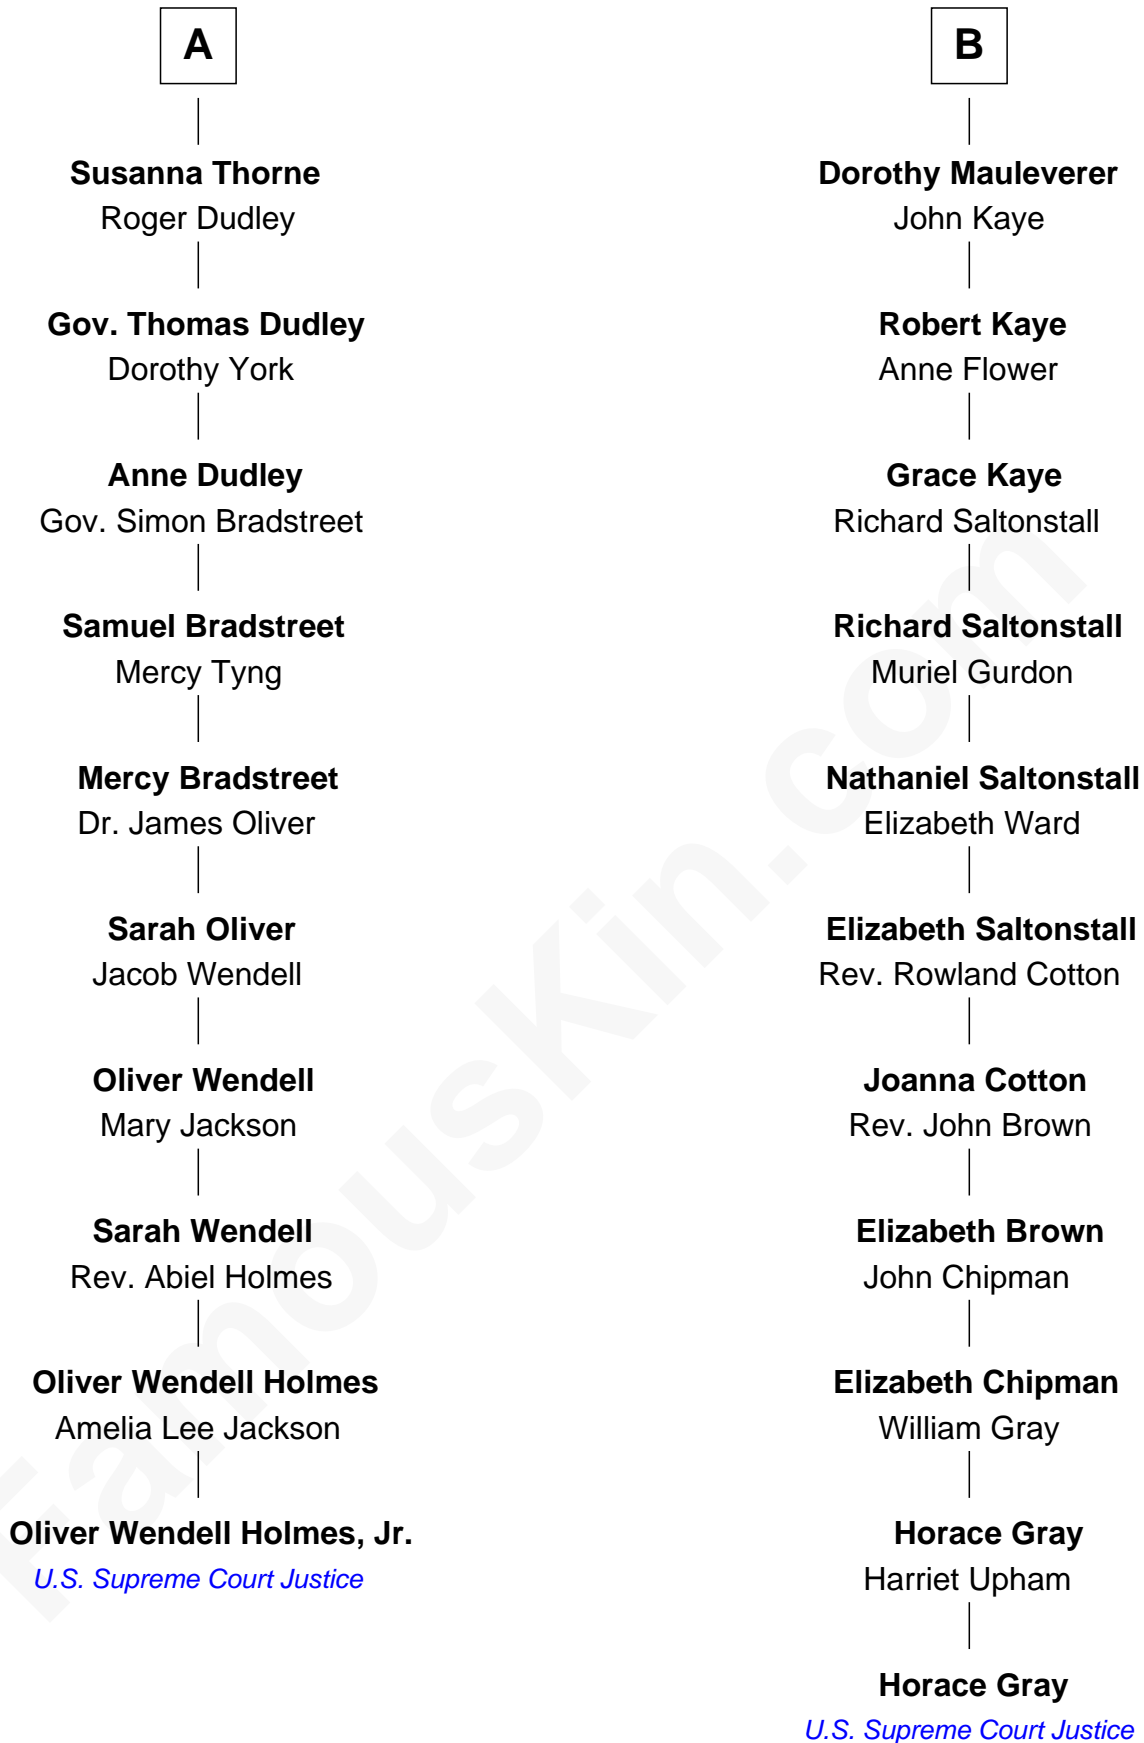 A
Susanna Thorne
Roger Dudley
Gov. Thomas Dudley
Dorothy York
Anne Dudley
Gov. Simon Bradstreet
Samuel Bradstreet
Mercy Tyng
Mercy Bradstreet
Dr. James Oliver
Sarah Oliver
Jacob Wendell
Oliver Wendell
Mary Jackson
Sarah Wendell
Rev. Abiel Holmes
Oliver Wendell Holmes
Amelia Lee Jackson
Oliver Wendell Holmes, Jr.
U.S. Supreme Court Justice
B
Dorothy Mauleverer
John Kaye
Robert Kaye
Anne Flower
Grace Kaye
Richard Saltonstall
Richard Saltonstall
Muriel Gurdon
Nathaniel Saltonstall
Elizabeth Ward
Elizabeth Saltonstall
Rev. Rowland Cotton
Joanna Cotton
Rev. John Brown
Elizabeth Brown
John Chipman
Elizabeth Chipman
William Gray
Horace Gray
Harriet Upham
Horace Gray
U.S. Supreme Court Justice
FamousKin.com